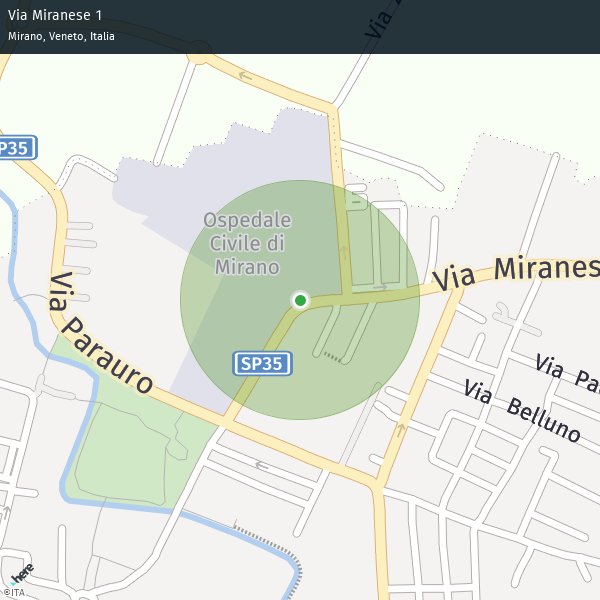 Via Miranese 1
Mirano, Veneto, Italia
Via
SP35
Ospedale
Civile di
Mirano
Via Miranes
Via Parauro
SP35
Via Pa
Via Belluno
here
©ITA